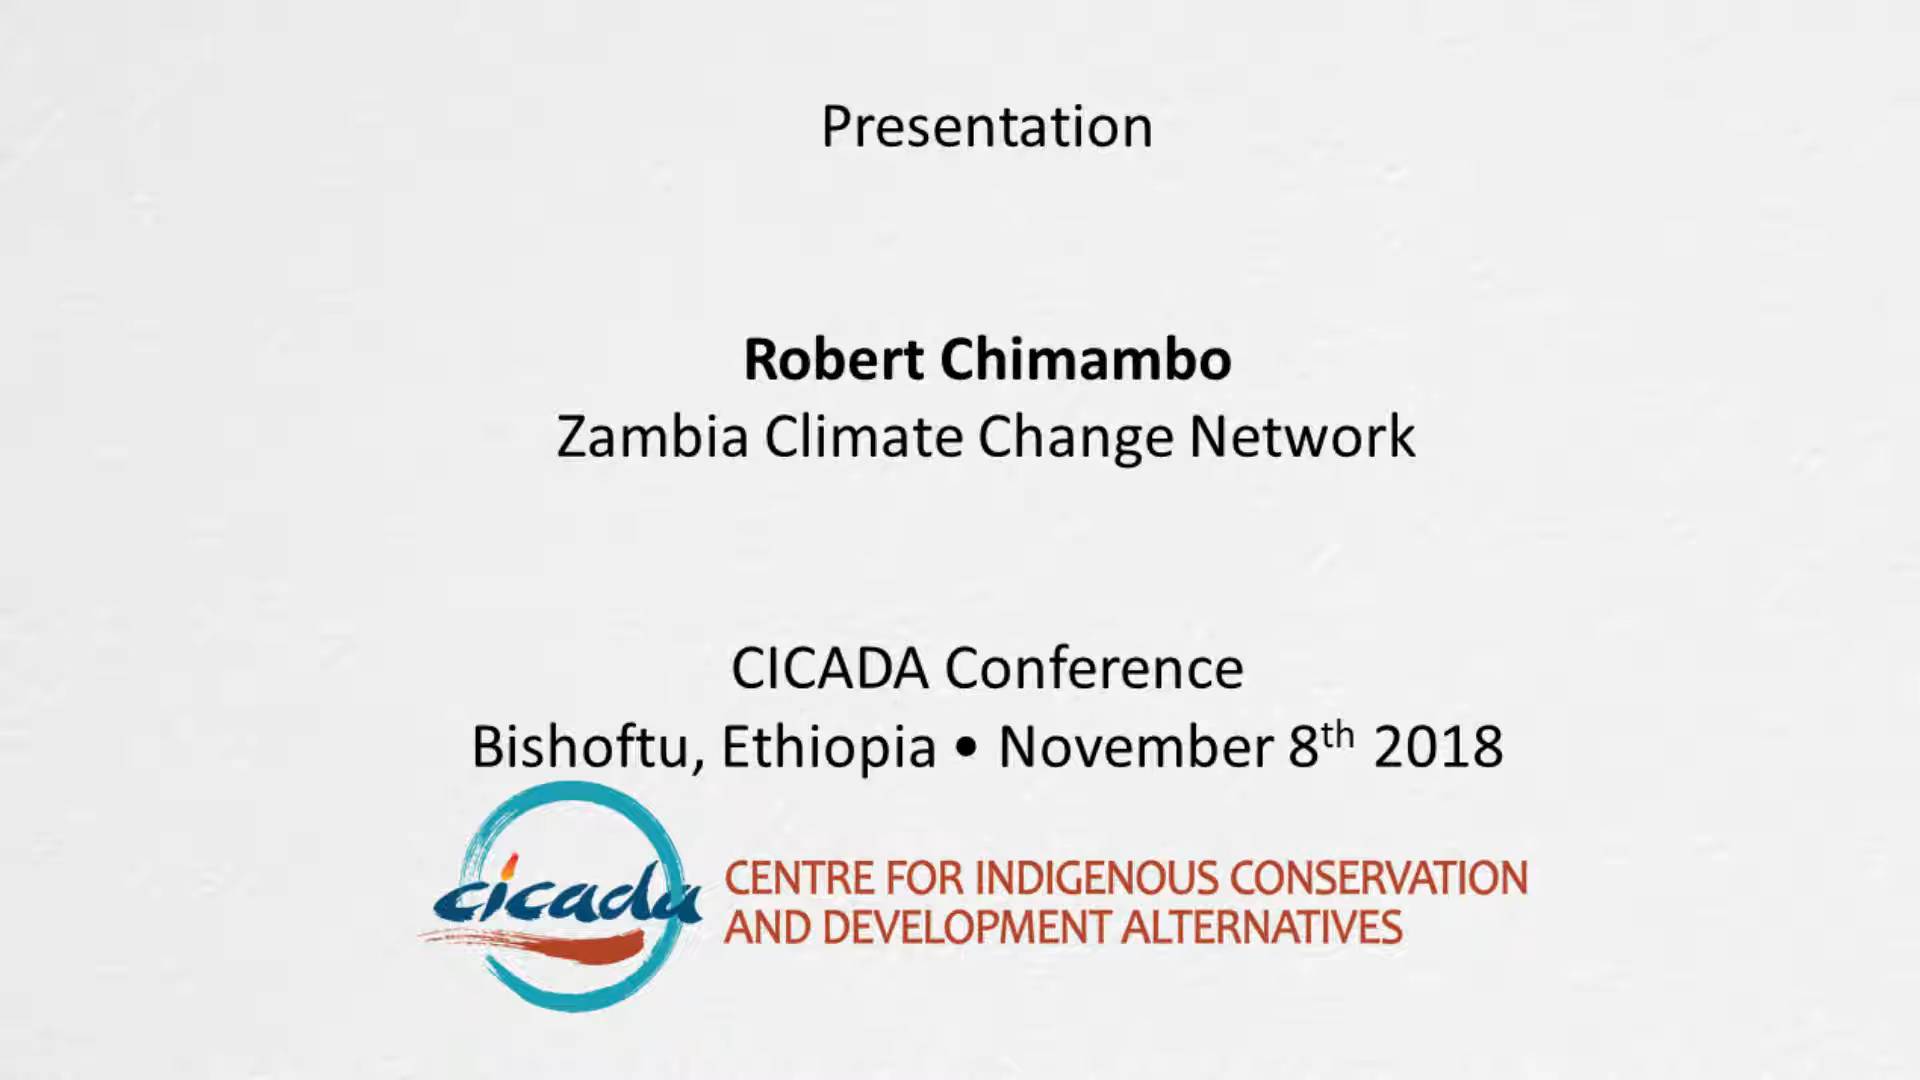 Presentation
Robert Chimambo
Zambia Climate Change Network
CICADA Conference
Bishoftu, Ethiopia • November 8th 2018
cicada
CENTRE FOR INDIGENOUS CONSERVATION
AND DEVELOPMENT ALTERNATIVES